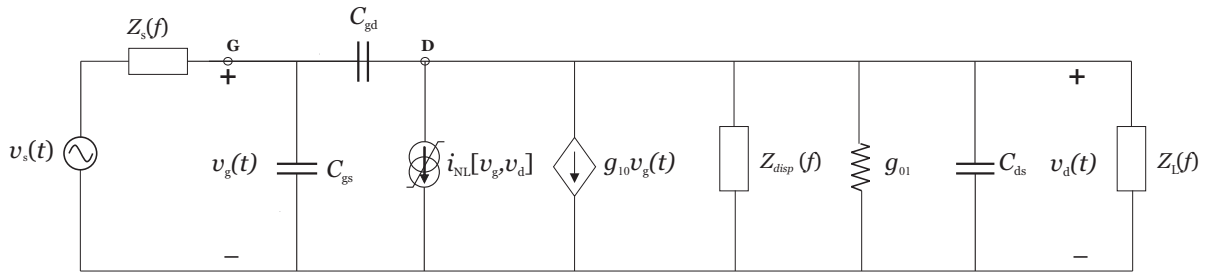 Z_s(f)
G
C_gd
D
+
+
v_s(t)
v_g(t)
C_gs
i_NL[v_g,v_d]
g_10 v_g(t)
Z_disp(f)
g_01
C_ds
v_d(t)
Z_L(f)
−
−